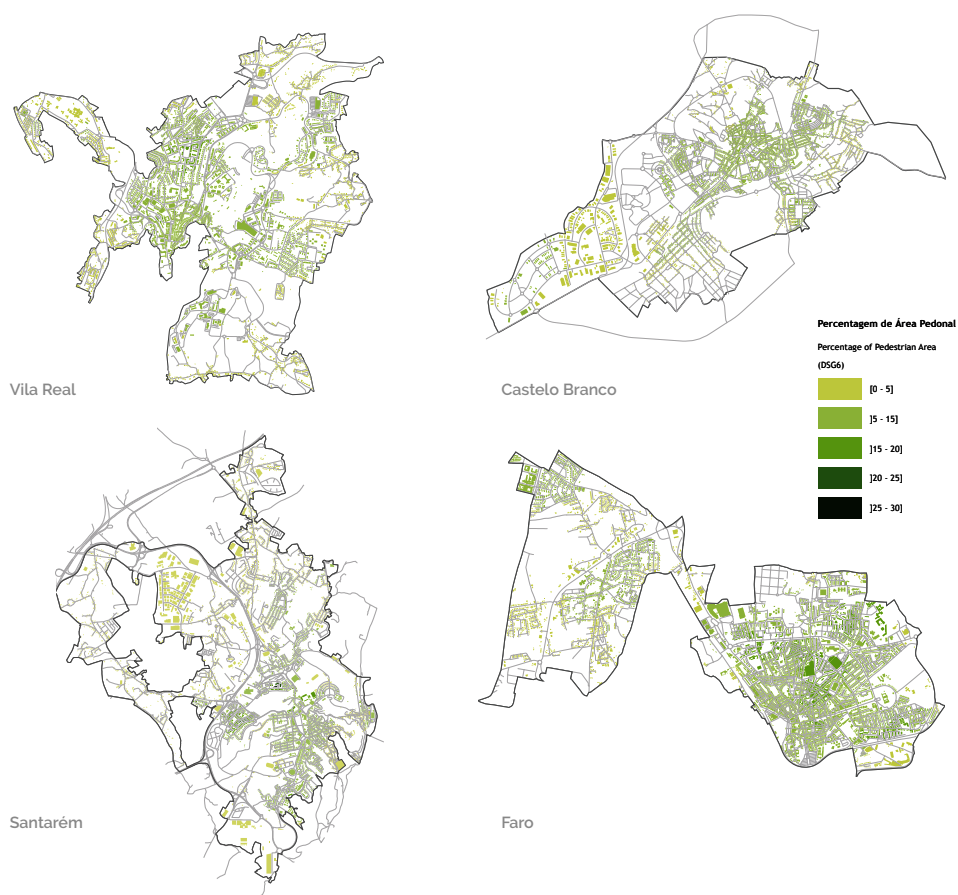 Vila Real
Castelo Branco
Percentagem de Área Pedonal
Percentage of Pedestrian Area
(DSG6)
[0 - 5]
]5 - 15]
]15 - 20]
]20 - 25]
]25 - 30]
Santarém
Faro